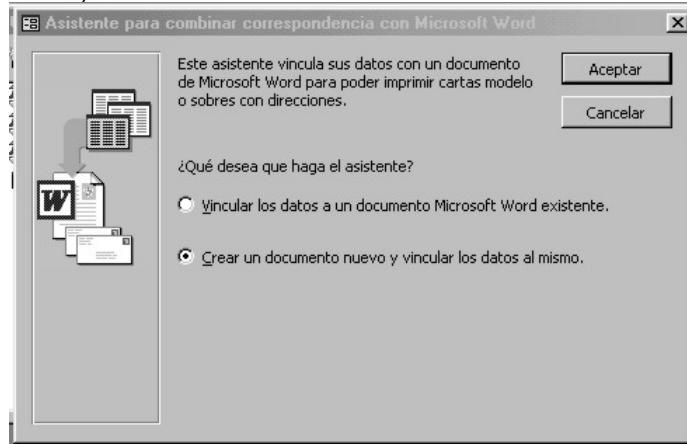 Asistente para combinar correspondencia con Microsoft Word
Este asistente vincula sus datos con un documento
de Microsoft Word para poder imprimir cartas modelo
o sobres con direcciones.
Aceptar
Cancelar
¿Qué desea que haga el asistente?
W
Vincular los datos a un documento Microsoft Word existente.
Crear un documento nuevo y vincular los datos al mismo.